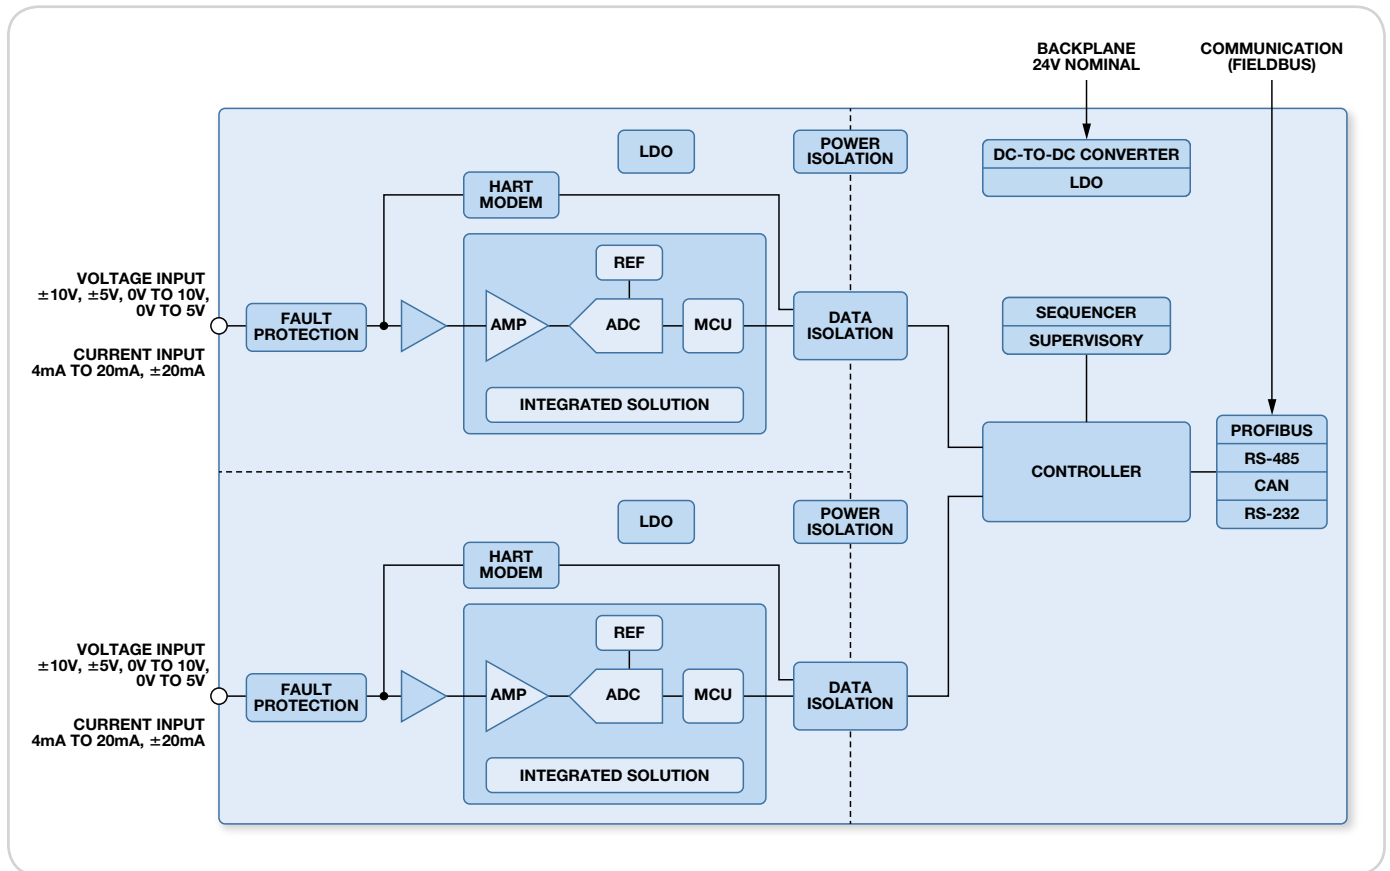 BACKPLANE
24V NOMINAL
COMMUNICATION
(FIELDBUS)
LDO
POWER
ISOLATION
DC-TO-DC CONVERTER
LDO
HART
MODEM
VOLTAGE INPUT
±10V, ±5V, 0V TO 10V,
0V TO 5V
CURRENT INPUT
4mA TO 20mA, ±20mA
FAULT
PROTECTION
AMP
REF
ADC
MCU
INTEGRATED SOLUTION
DATA
ISOLATION
SEQUENCER
SUPERVISORY
CONTROLLER
PROFIBUS
RS-485
CAN
RS-232
LDO
POWER
ISOLATION
HART
MODEM
VOLTAGE INPUT
±10V, ±5V, 0V TO 10V,
0V TO 5V
CURRENT INPUT
4mA TO 20mA, ±20mA
FAULT
PROTECTION
AMP
REF
ADC
MCU
INTEGRATED SOLUTION
DATA
ISOLATION